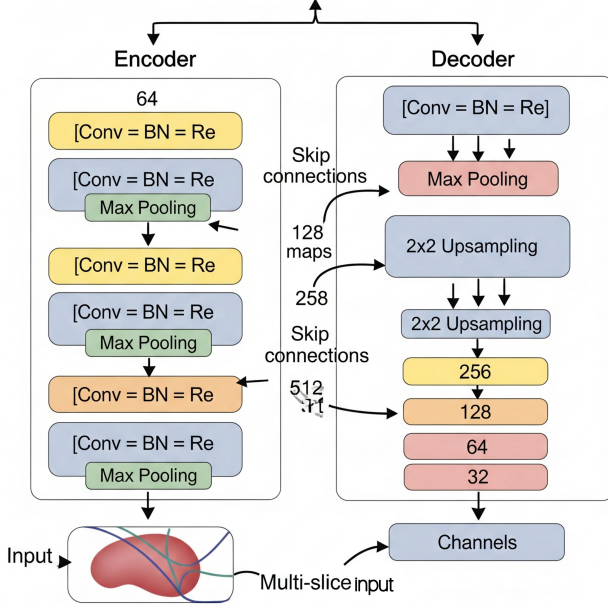 Encoder
64
[Conv = BN = Re
[Conv = BN = Re
Max Pooling
[Conv = BN = Re
[Conv = BN = Re
Max Pooling
[Conv = BN = Re
[Conv = BN = Re
Max Pooling
Input
Skip
connections
128
maps
258
Skip
connections
512
Multi-slice input
Decoder
[Conv = BN = Re]
Max Pooling
2x2 Upsampling
2x2 Upsampling
256
128
64
32
Channels